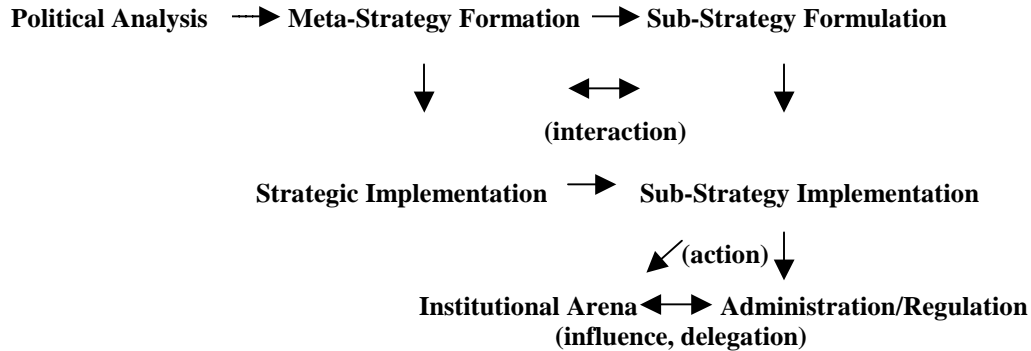 Political Analysis Meta-Strategy Formation Sub-Strategy Formulation
(interaction)
Strategic Implementation Sub-Strategy Implementation
(action)
Institutional Arena Administration/Regulation
(influence, delegation)